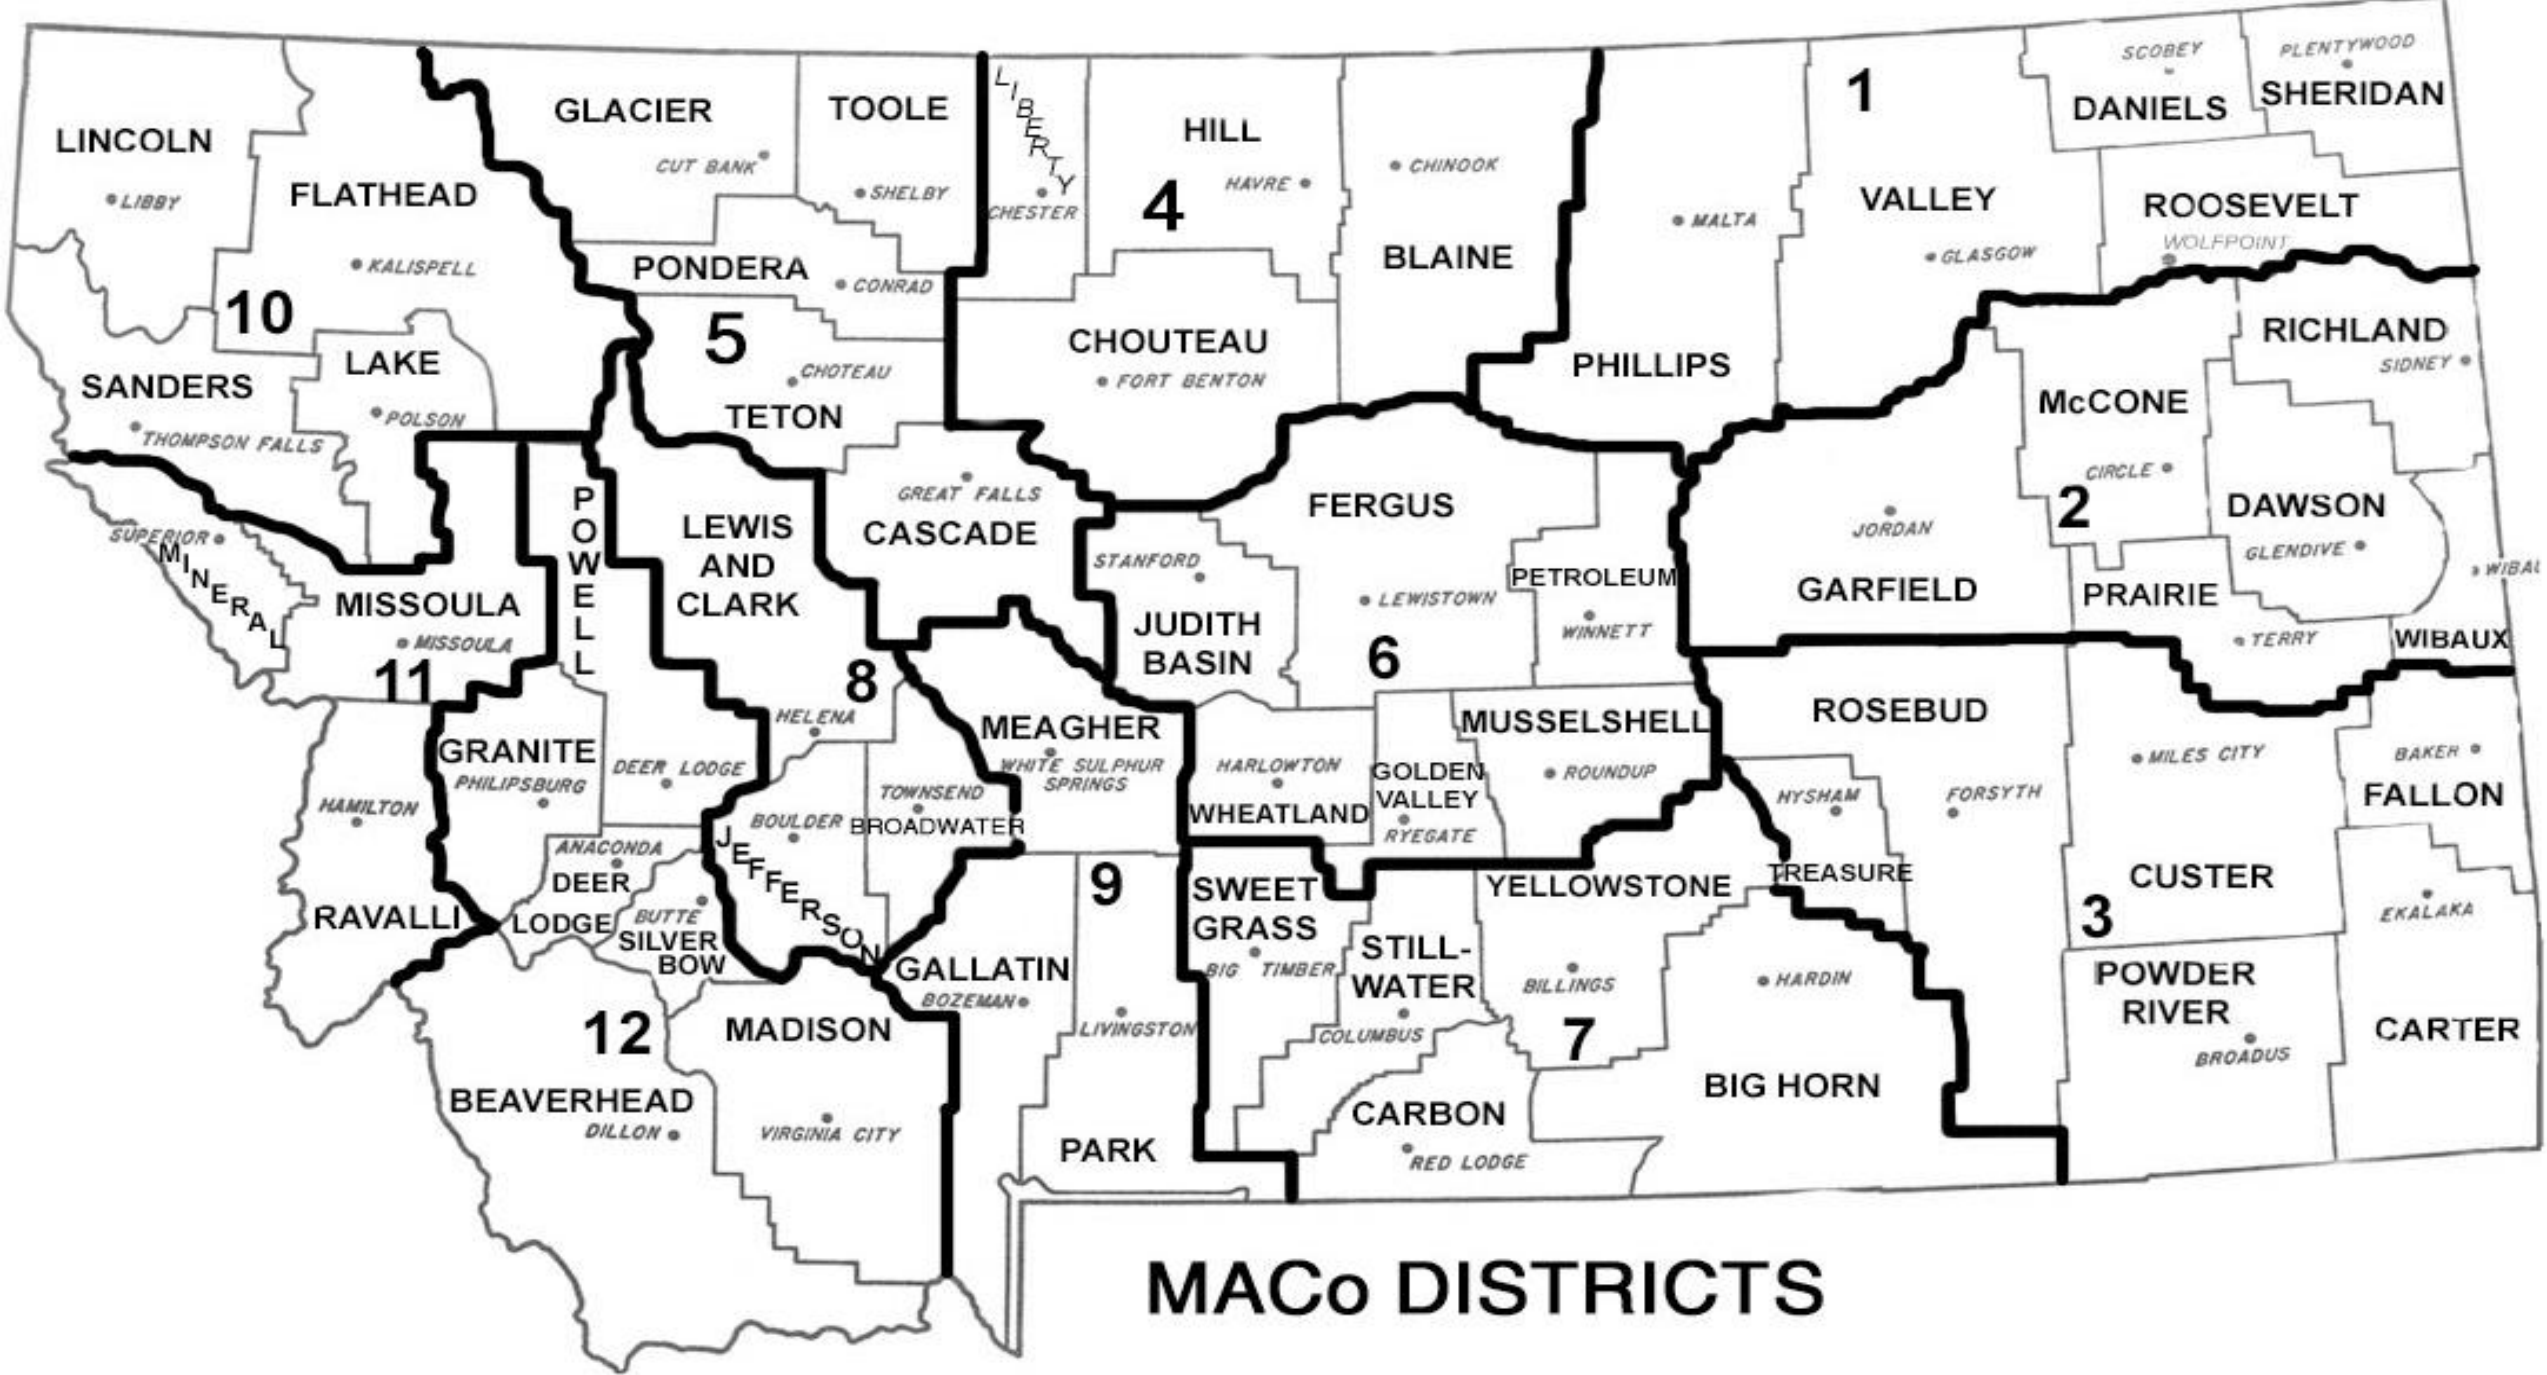 LINCOLN
LIBBY
FLATHEAD
KALISPELL
10
SANDERS
THOMPSON FALLS
LAKE
POLSON
GLACIER
CUT BANK
TOOLE
SHELBY
PONDERA
CONRAD
5
CHOTEAU
TETON
LIBERTY
CHESTER
HILL
HAVRE
4
CHOUTEAU
FORT BENTON
CHINOOK
BLAINE
MALTA
PHILLIPS
1
VALLEY
GLASGOW
SCOBEY
DANIELS
PLENTYWOOD
SHERIDAN
ROOSEVELT
WOLFPOINT
RICHLAND
SIDNEY
McCONE
CIRCLE
2
DAWSON
GLENDIVE
JORDAN
GARFIELD
PRAIRIE
TERRY
WIBAU
WIBAUX
SUPERIOR
MINERAL
MISSOULA
MISSOULA
11
POWELL
DEER LODGE
LEWIS
AND
CLARK
8
HELENA
GREAT FALLS
CASCADE
STANFORD
JUDITH
BASIN
FERGUS
LEWISTOWN
6
PETROLEUM
WINNETT
GRANITE
PHILIPSBURG
HAMILTON
RAVALLI
ANACONDA
DEER
LODGE
BUTTE
SILVER
BOW
BOULDER
JEFFERSON
TOWNSEND
BROADWATER
MEAGHER
WHITE SULPHUR
SPRINGS
HARLOWTON
WHEATLAND
GOLDEN
VALLEY
RYEGATE
MUSSELSHELL
ROUNDUP
ROSEBUD
FORSYTH
HYSHAM
TREASURE
MILES CITY
CUSTER
3
BAKER
FALLON
EKALAKA
CARTER
POWDER
RIVER
BROADUS
12
BEAVERHEAD
DILLON
MADISON
VIRGINIA CITY
GALLATIN
BOZEMAN
9
LIVINGSTON
PARK
SWEET
GRASS
BIG TIMBER
STILL-
WATER
COLUMBUS
CARBON
RED LODGE
YELLOWSTONE
BILLINGS
7
HARDIN
BIG HORN
MACo DISTRICTS